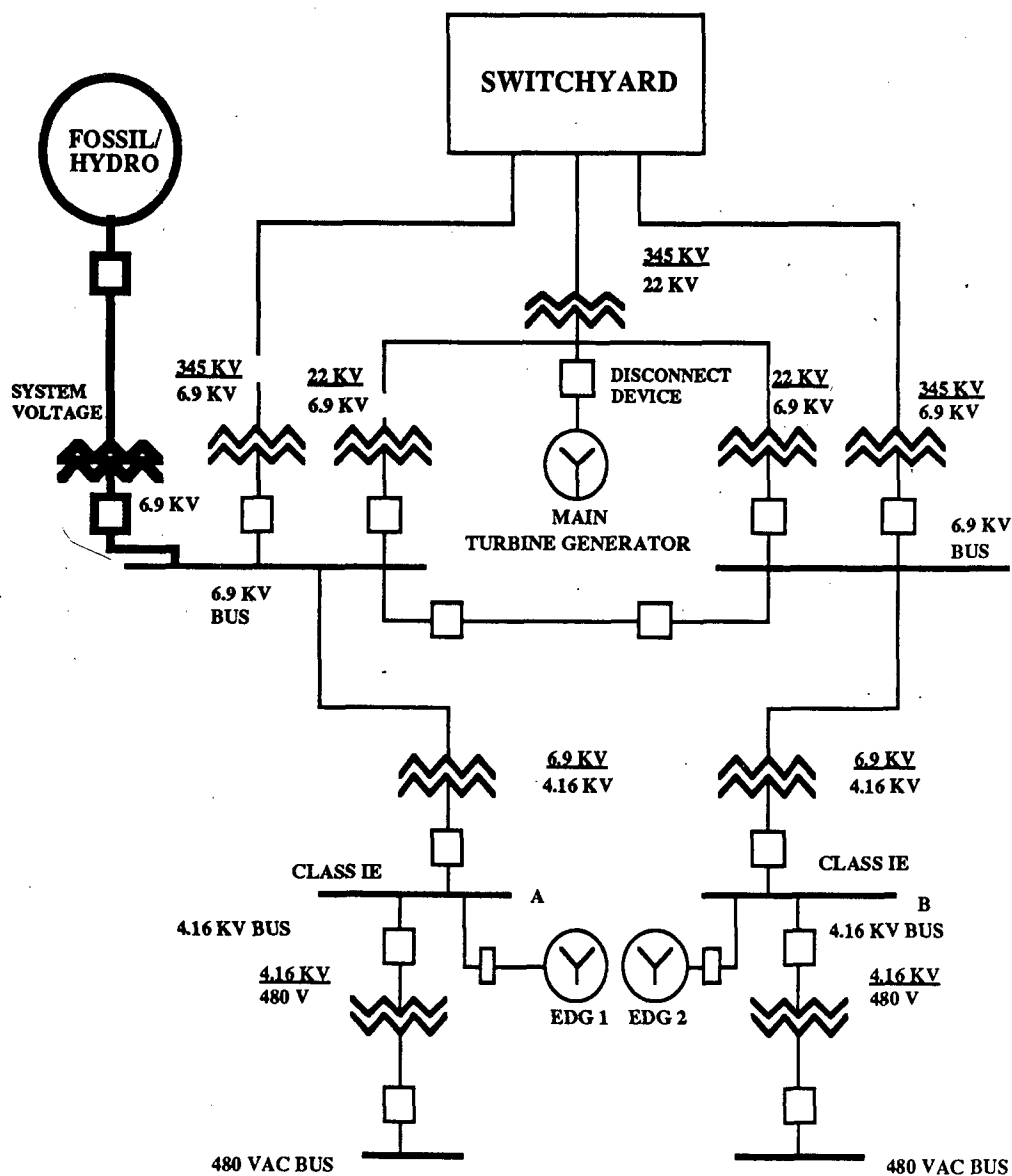 SWITCHYARD
FOSSIL/
HYDRO
345 KV
22 KV
SYSTEM
VOLTAGE
345 KV
6.9 KV
22 KV
6.9 KV
DISCONNECT
DEVICE
22 KV
6.9 KV
345 KV
6.9 KV
6.9 KV
MAIN
TURBINE GENERATOR
6.9 KV
BUS
6.9 KV
BUS
6.9 KV
4.16 KV
6.9 KV
4.16 KV
CLASS IE
A
CLASS IE
B
4.16 KV BUS
4.16 KV BUS
4.16 KV
480 V
EDG 1
EDG 2
4.16 KV
480 V
480 VAC BUS
480 VAC BUS